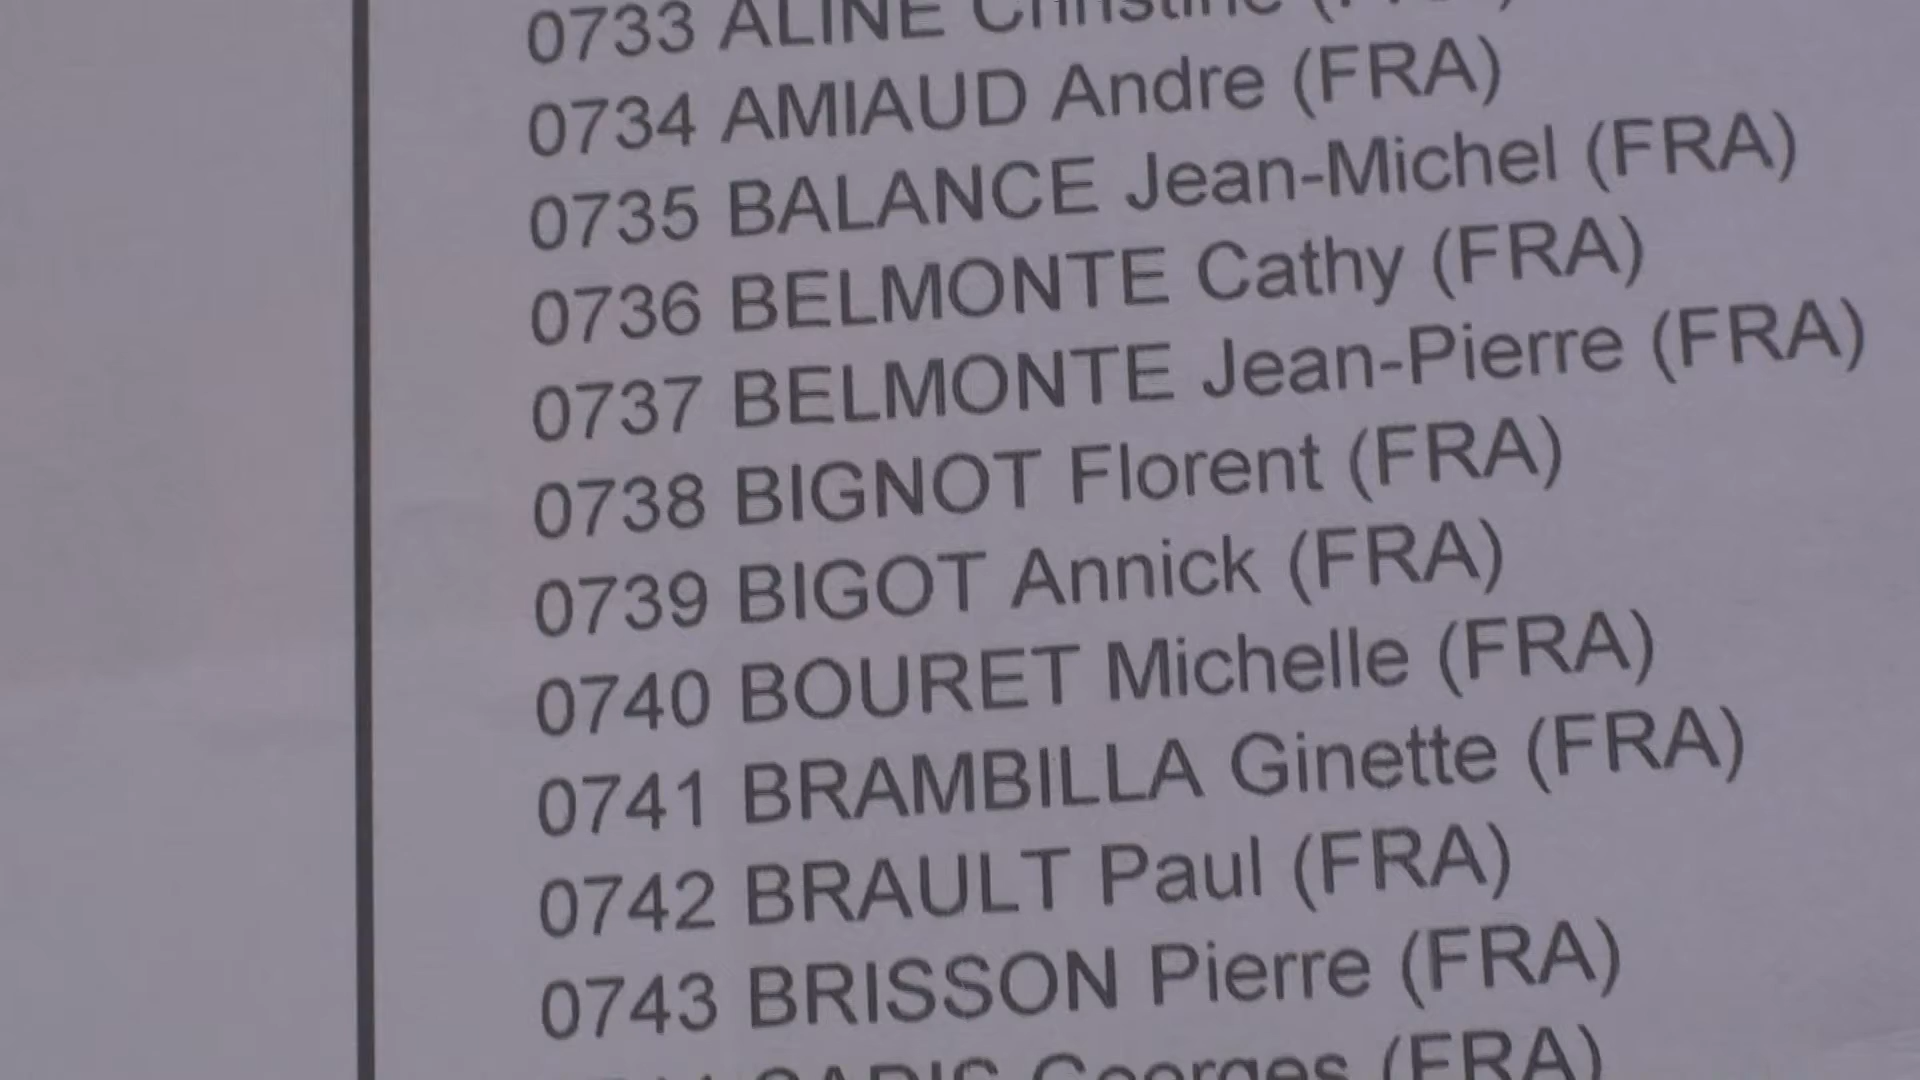 0733 ALINE Christine
0734 AMIAUD Andre (FRA)
0735 BALANCE Jean-Michel (FRA)
0736 BELMONTE Cathy (FRA)
0737 BELMONTE Jean-Pierre (FRA)
0738 BIGNOT Florent (FRA)
0739 BIGOT Annick (FRA)
0740 BOURET Michelle (FRA)
0741 BRAMBILLA Ginette (FRA)
0742 BRAULT Paul (FRA)
0743 BRISSON Pierre (FRA)
Georges (FRA)